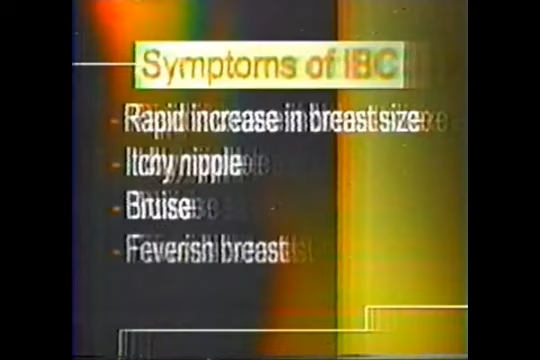 Symptoms of IBC
- Rapid increase in breast size
- Itchy nipple
- Bruise
- Feverish breast